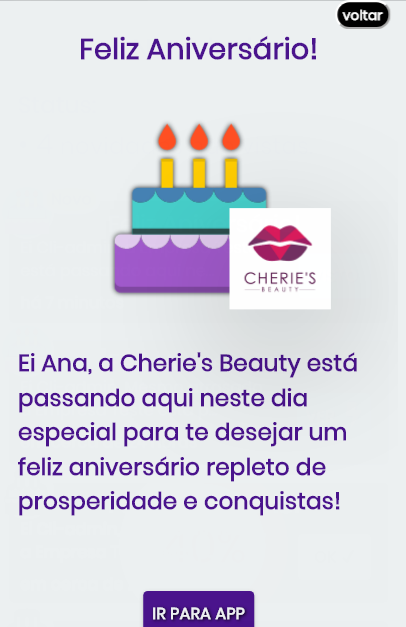 voltar
Feliz Aniversário!
CHERIE'S
BEAUTY
Ei Ana, a Cherie's Beauty está
passando aqui neste dia
especial para te desejar um
feliz aniversário repleto de
prosperidade e conquistas!
IR PARA APP